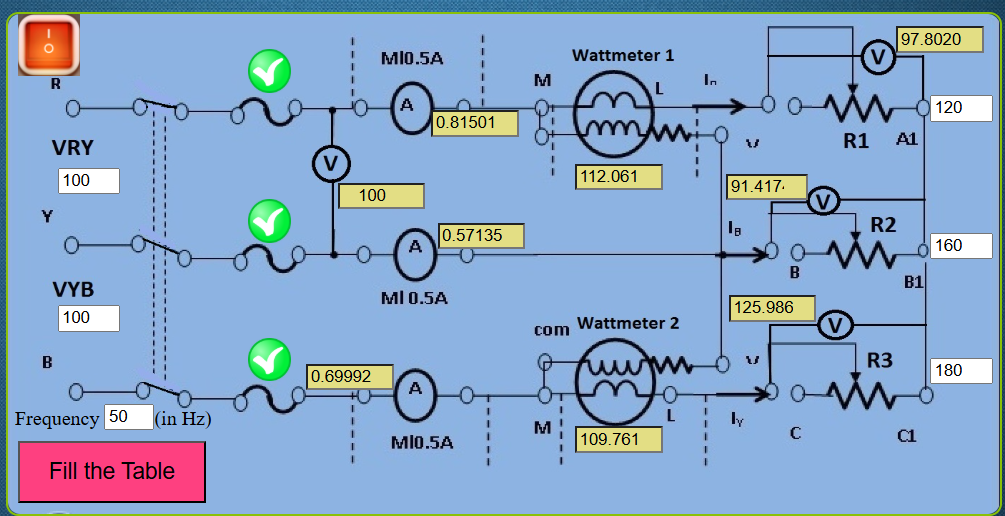 R
VRY
100
Y
VYB
100
B
Frequency 50 (in Hz)
Fill the Table
V
100
MI0.5A
A
0.81501
A
0.57135
MI 0.5A
0.69992
A
MI0.5A
M
Wattmeter 1
L
M
112.061
com
Wattmeter 2
M
L
109.761
V
97.8020
120
R1
A1
V
91.417
V
IB
R2
160
B
B1
125.986
V
V
IY
R3
180
C
C1